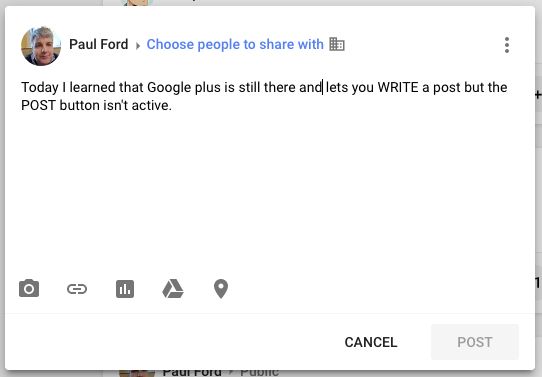 Paul Ford › Choose people to share with
Today I learned that Google plus is still there and lets you WRITE a post but the
POST button isn't active.
+
1
CANCEL POST
Paul Ford › Public